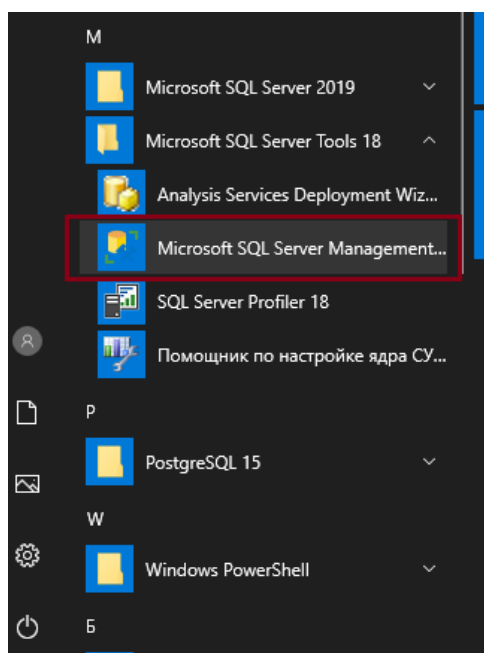 M
Microsoft SQL Server 2019
Microsoft SQL Server Tools 18
Analysis Services Deployment Wiz...
Microsoft SQL Server Management...
SQL Server Profiler 18
Помощник по настройке ядра СУ...
P
PostgreSQL 15
W
Windows PowerShell
Б